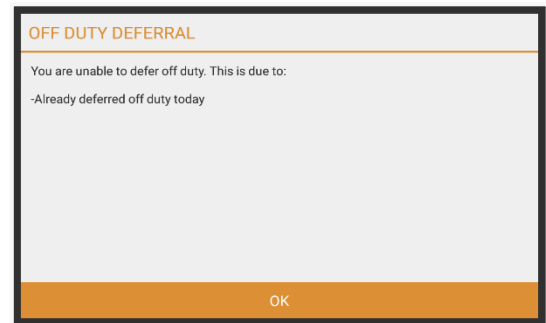 OFF DUTY DEFERRAL
You are unable to defer off duty. This is due to:
-Already deferred off duty today
OK